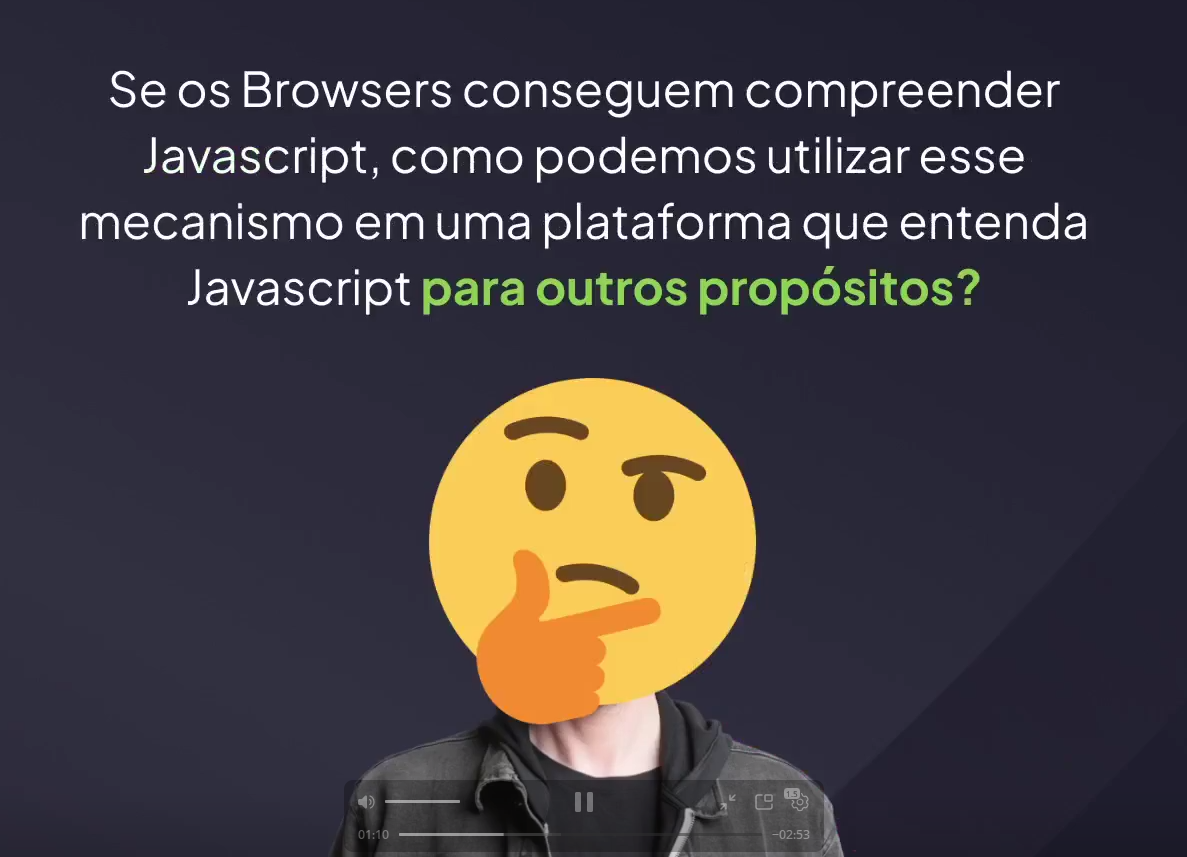 Se os Browsers conseguem compreender
Javascript, como podemos utilizar esse
mecanismo em uma plataforma que entenda
Javascript para outros propósitos?
1.5
01:10
−02:53